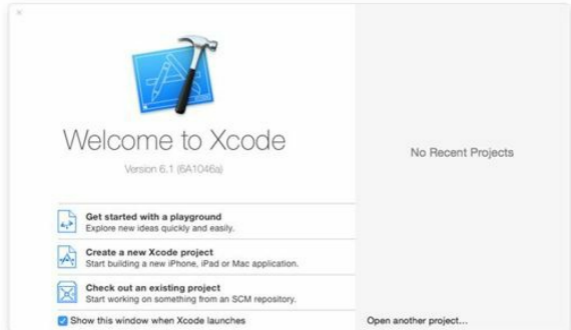 Welcome to Xcode
Version 6.1 (6A1046a)
No Recent Projects
Get started with a playground
Explore new ideas quickly and easily.
Create a new Xcode project
Start building a new iPhone, iPad or Mac application.
Check out an existing project
Start working on something from an SCM repository.
Show this window when Xcode launches
Open another project...